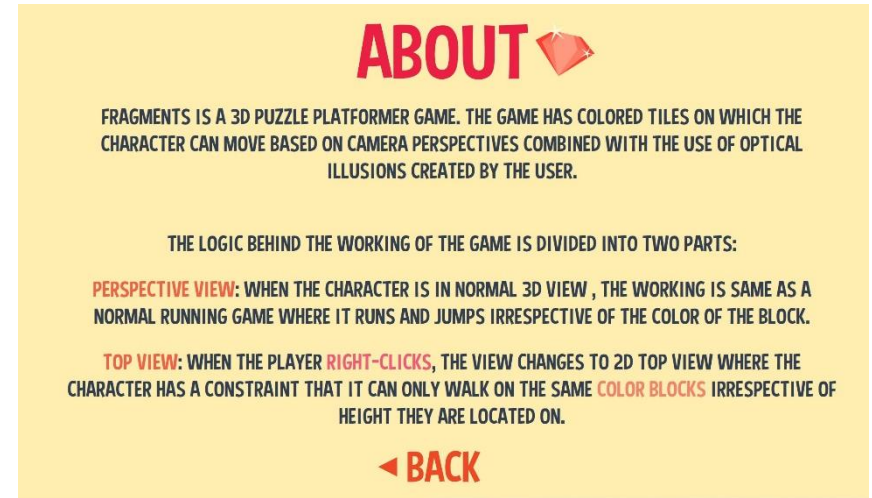 ABOUT
FRAGMENTS IS A 3D PUZZLE PLATFORMER GAME. THE GAME HAS COLORED TILES ON WHICH THE
CHARACTER CAN MOVE BASED ON CAMERA PERSPECTIVES COMBINED WITH THE USE OF OPTICAL
ILLUSIONS CREATED BY THE USER.
THE LOGIC BEHIND THE WORKING OF THE GAME IS DIVIDED INTO TWO PARTS:
PERSPECTIVE VIEW: WHEN THE CHARACTER IS IN NORMAL 3D VIEW , THE WORKING IS SAME AS A
NORMAL RUNNING GAME WHERE IT RUNS AND JUMPS IRRESPECTIVE OF THE COLOR OF THE BLOCK.
TOP VIEW: WHEN THE PLAYER RIGHT-CLICKS, THE VIEW CHANGES TO 2D TOP VIEW WHERE THE
CHARACTER HAS A CONSTRAINT THAT IT CAN ONLY WALK ON THE SAME COLOR BLOCKS IRRESPECTIVE OF
HEIGHT THEY ARE LOCATED ON.
◄ BACK